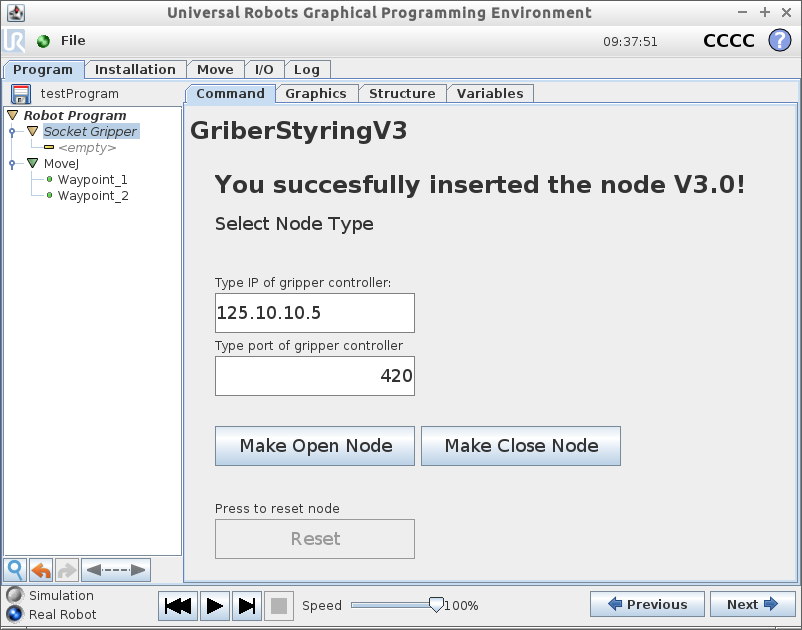 Universal Robots Graphical Programming Environment
UR File 09:37:51 CCCC ?
Program Installation Move I/O Log
testProgram
Command Graphics Structure Variables
Robot Program
Socket Gripper
<empty>
MoveJ
Waypoint_1
Waypoint_2
GriberStyringV3
You succesfully inserted the node V3.0!
Select Node Type
Type IP of gripper controller:
125.10.10.5
Type port of gripper controller
420
Make Open Node Make Close Node
Press to reset node
Reset
Simulation
Real Robot
Speed 100%
Previous Next